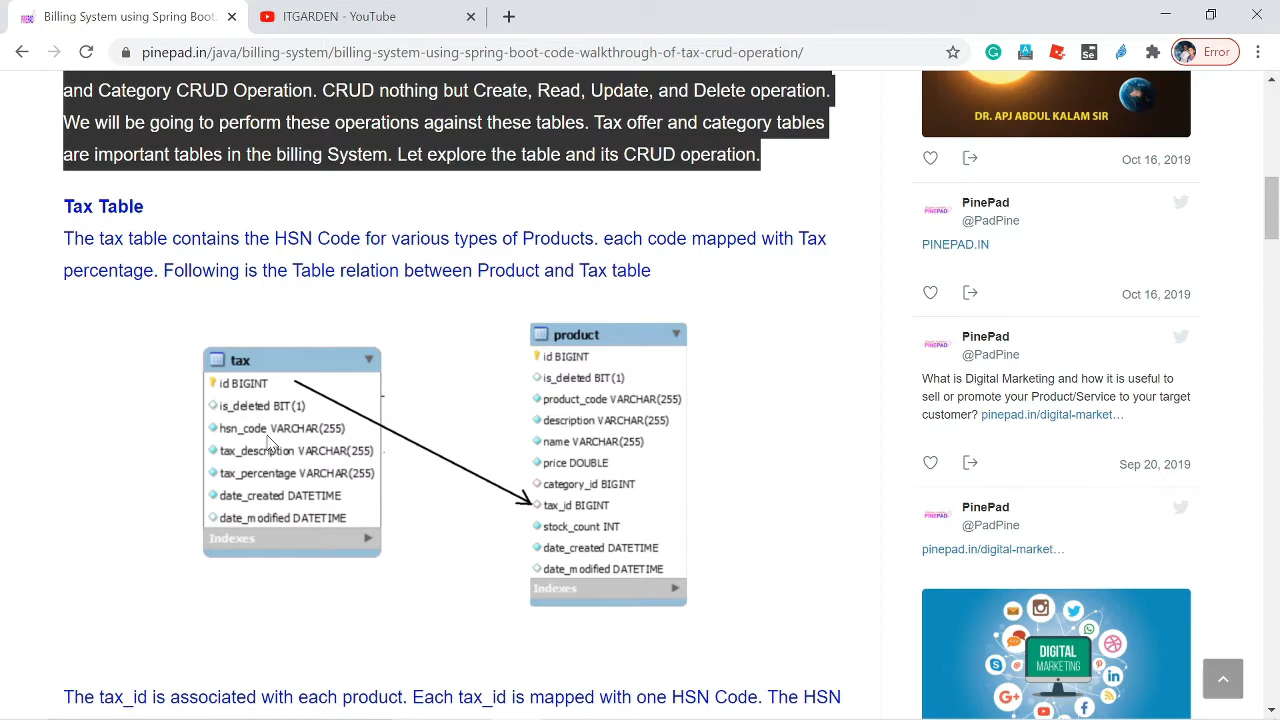 Billing System using Spring Boot
ITGARDEN - YouTube
pinepad.in/java/billing-system/billing-system-using-spring-boot-code-walkthrough-of-tax-crud-operation/
Error
and Category CRUD Operation. CRUD nothing but Create, Read, Update, and Delete operation.
We will be going to perform these operations against these tables. Tax offer and category tables
are important tables in the billing System. Let explore the table and its CRUD operation.
Tax Table
The tax table contains the HSN Code for various types of Products. each code mapped with Tax
percentage. Following is the Table relation between Product and Tax table
tax
id BIGINT
is_deleted BIT(1)
hsn_code VARCHAR(255)
tax_description VARCHAR(255)
tax_percentage VARCHAR(255)
date_created DATETIME
date_modified DATETIME
Indexes
product
id BIGINT
is_deleted BIT(1)
product_code VARCHAR(255)
description VARCHAR(255)
name VARCHAR(255)
price DOUBLE
category_id BIGINT
tax_id BIGINT
stock_count INT
date_created DATETIME
date_modified DATETIME
Indexes
The tax_id is associated with each product. Each tax_id is mapped with one HSN Code. The HSN
DR. APJ ABDUL KALAM SIR
Oct 16, 2019
PINEPAD
PinePad
@PadPine
PINEPAD.IN
Oct 16, 2019
PINEPAD
PinePad
@PadPine
What is Digital Marketing and how it is useful to
sell or promote your Product/Service to your target
customer? pinepad.in/digital-market…
Sep 20, 2019
PINEPAD
PinePad
@PadPine
pinepad.in/digital-market…
DIGITAL
MARKETING